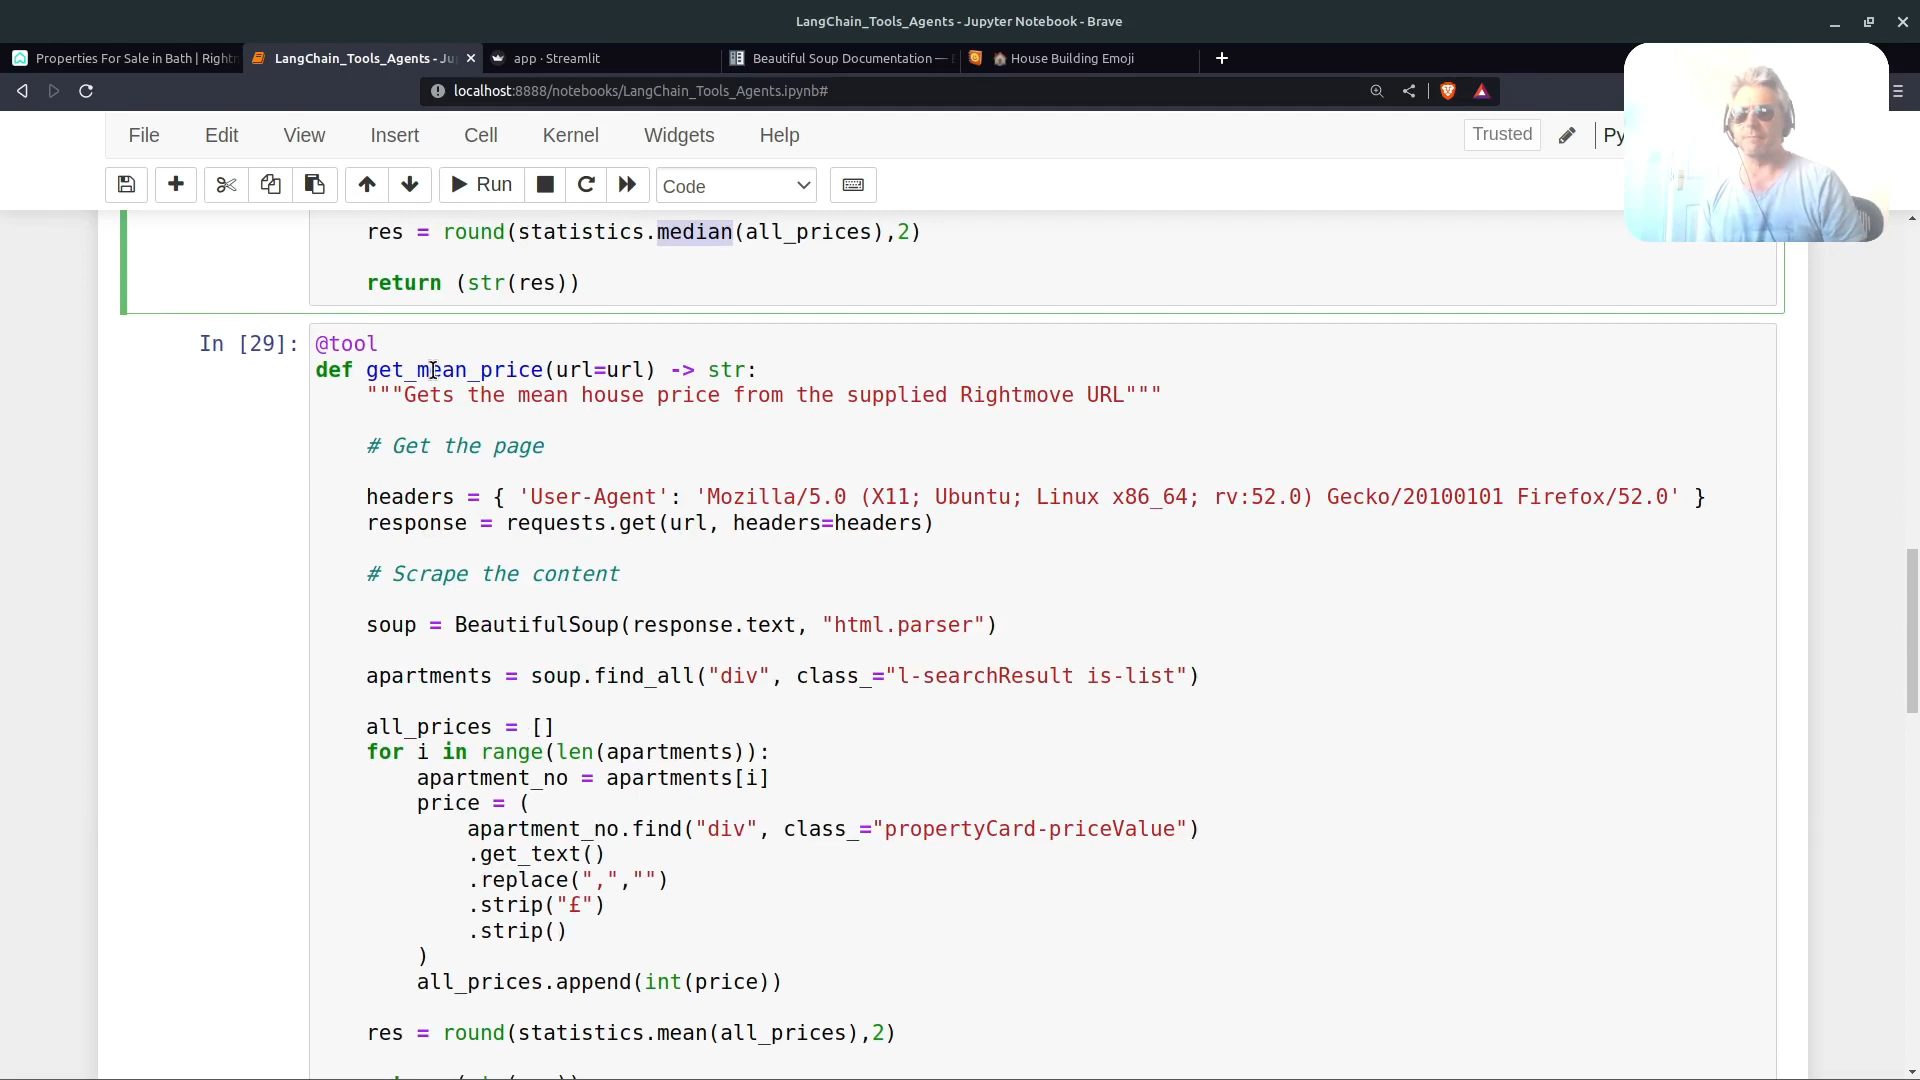 LangChain_Tools_Agents - Jupyter Notebook - Brave
Properties For Sale in Bath | Right
LangChain_Tools_Agents - Ju
app · Streamlit
Beautiful Soup Documentation —
🏠 House Building Emoji
localhost:8888/notebooks/LangChain_Tools_Agents.ipynb#
File Edit View Insert Cell Kernel Widgets Help
Trusted
Py
Run
Code
res = round(statistics.median(all_prices),2)
return (str(res))
In [29]:
@tool
def get_mean_price(url=url) -> str:
"""Gets the mean house price from the supplied Rightmove URL"""
# Get the page
headers = { 'User-Agent': 'Mozilla/5.0 (X11; Ubuntu; Linux x86_64; rv:52.0) Gecko/20100101 Firefox/52.0' }
response = requests.get(url, headers=headers)
# Scrape the content
soup = BeautifulSoup(response.text, "html.parser")
apartments = soup.find_all("div", class_="l-searchResult is-list")
all_prices = []
for i in range(len(apartments)):
apartment_no = apartments[i]
price = (
apartment_no.find("div", class_="propertyCard-priceValue")
.get_text()
.replace(",","")
.strip("£")
.strip()
)
all_prices.append(int(price))
res = round(statistics.mean(all_prices),2)